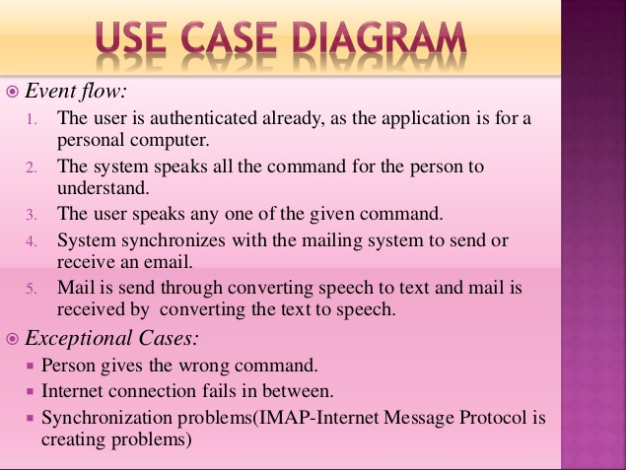 USE CASE DIAGRAM
Event flow:
1. The user is authenticated already, as the application is for a
personal computer.
2. The system speaks all the command for the person to
understand.
3. The user speaks any one of the given command.
4. System synchronizes with the mailing system to send or
receive an email.
5. Mail is send through converting speech to text and mail is
received by converting the text to speech.
Exceptional Cases:
Person gives the wrong command.
Internet connection fails in between.
Synchronization problems(IMAP-Internet Message Protocol is
creating problems)